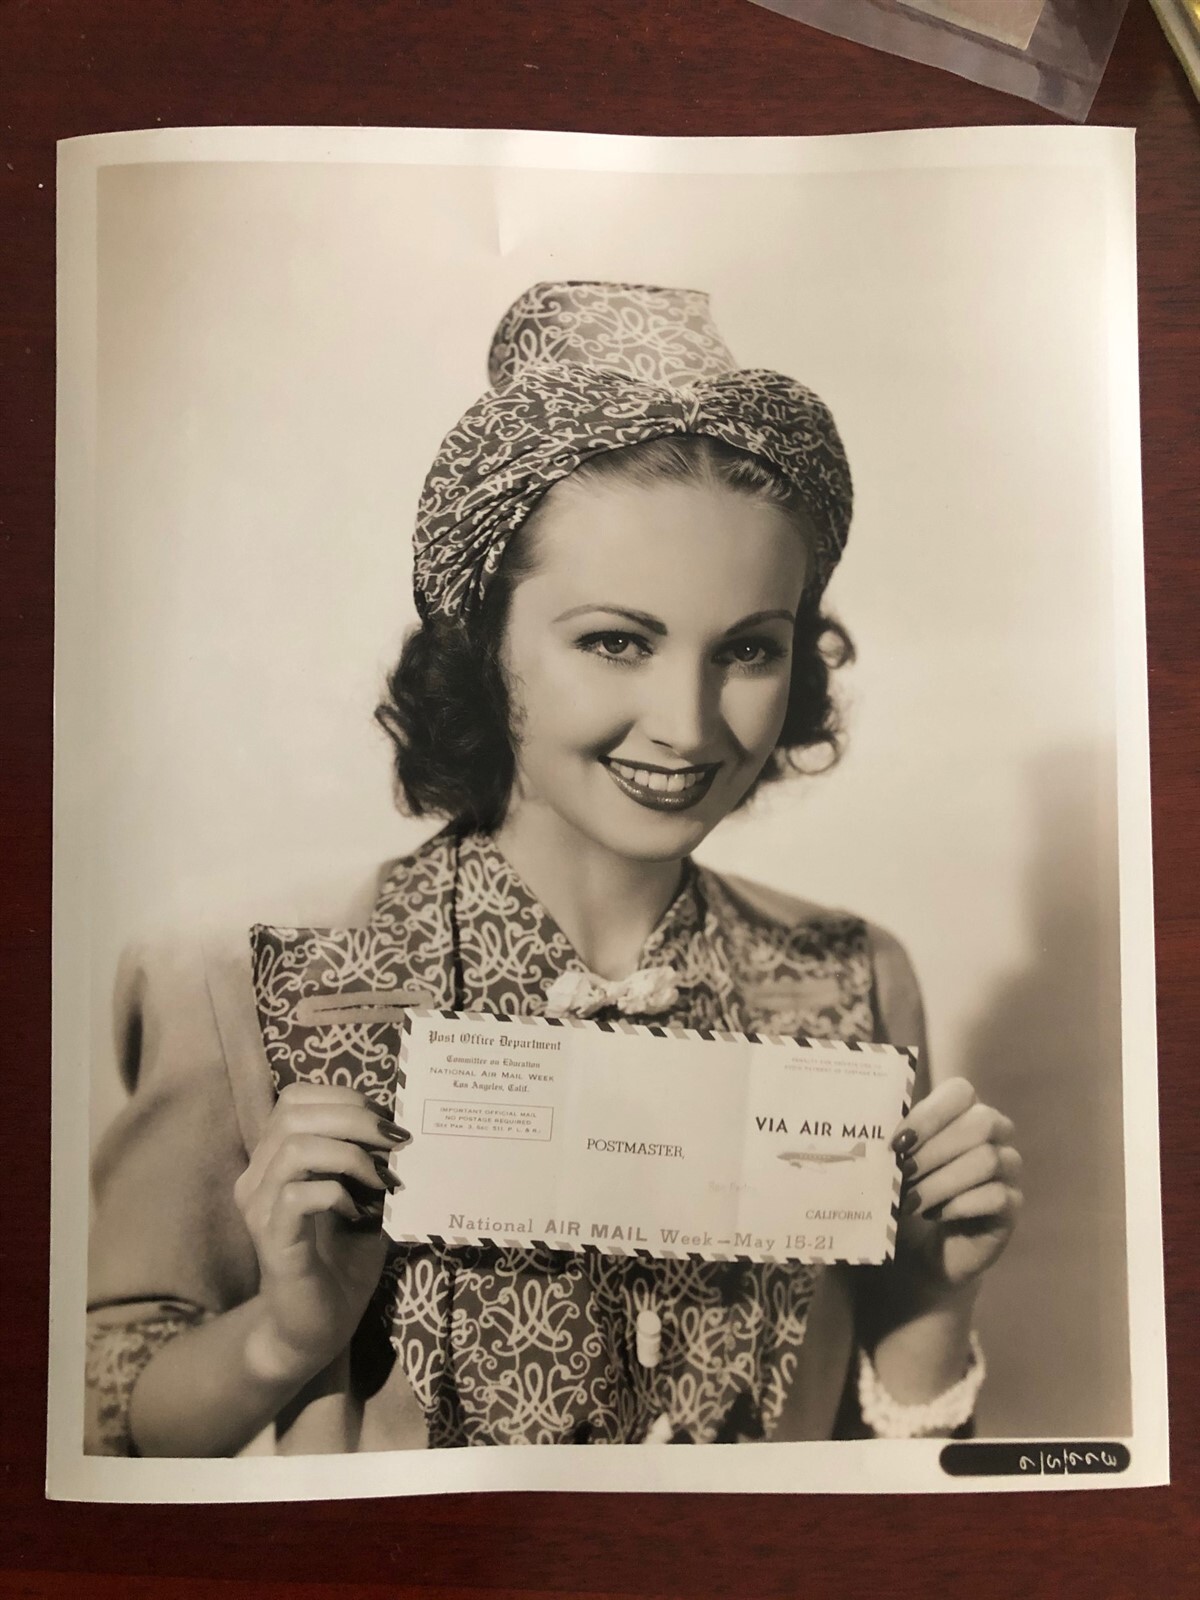 Post Office Department
Committee on Education
NATIONAL AIR MAIL WEEK
Los Angeles, Calif.
IMPORTANT OFFICIAL MAIL
NO POSTAGE REQUIRED.
VIA AIR MAIL
POSTMASTER,
CALIFORNIA
National AIR MAIL Week—May 15-21